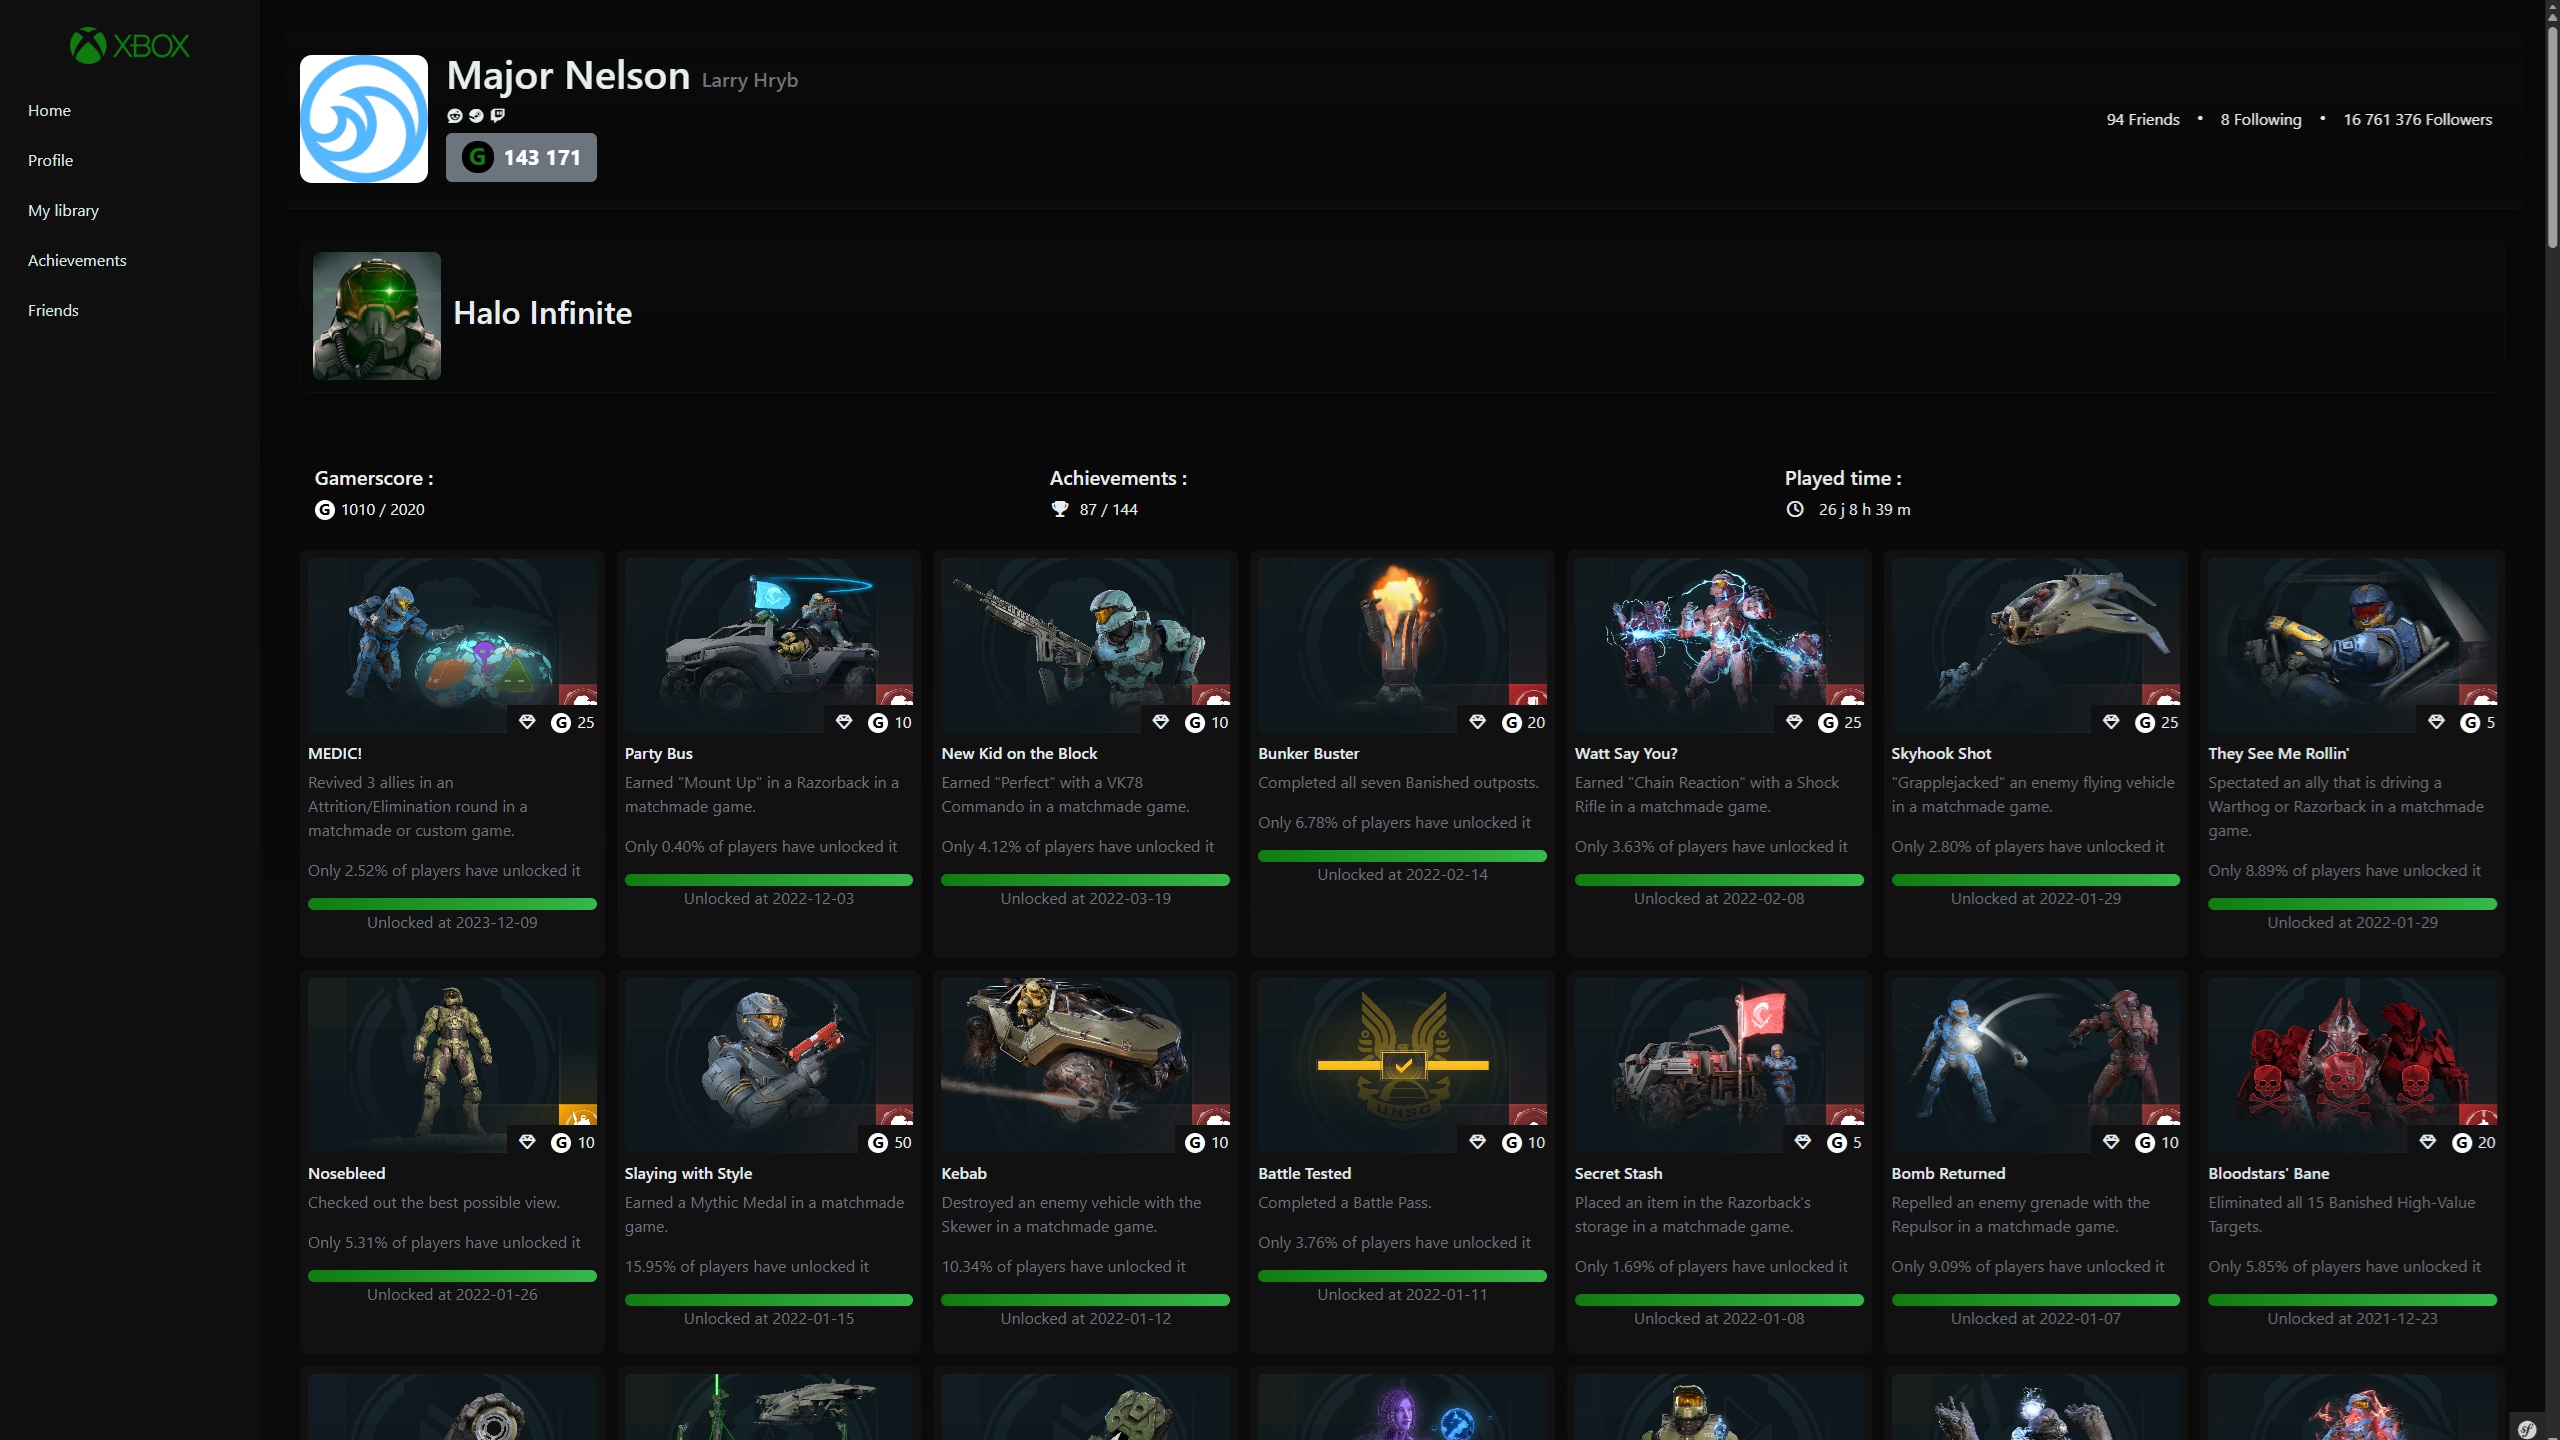 XBOX
Home
Profile
My library
Achievements
Friends
Major Nelson Larry Hryb
G 143 171
94 Friends • 8 Following • 16 761 376 Followers
Halo Infinite
Gamerscore :
G 1010 / 2020
Achievements :
87 / 144
Played time :
26 j 8 h 39 m
G 25
MEDIC!
Revived 3 allies in an
Attrition/Elimination round in a
matchmade or custom game.
Only 2.52% of players have unlocked it
Unlocked at 2023-12-09
G 10
Party Bus
Earned "Mount Up" in a Razorback in a
matchmade game.
Only 0.40% of players have unlocked it
Unlocked at 2022-12-03
G 10
New Kid on the Block
Earned "Perfect" with a VK78
Commando in a matchmade game.
Only 4.12% of players have unlocked it
Unlocked at 2022-03-19
G 20
Bunker Buster
Completed all seven Banished outposts.
Only 6.78% of players have unlocked it
Unlocked at 2022-02-14
G 25
Watt Say You?
Earned "Chain Reaction" with a Shock
Rifle in a matchmade game.
Only 3.63% of players have unlocked it
Unlocked at 2022-02-08
G 25
Skyhook Shot
"Grapplejacked" an enemy flying vehicle
in a matchmade game.
Only 2.80% of players have unlocked it
Unlocked at 2022-01-29
G 5
They See Me Rollin'
Spectated an ally that is driving a
Warthog or Razorback in a matchmade
game.
Only 8.89% of players have unlocked it
Unlocked at 2022-01-29
G 10
Nosebleed
Checked out the best possible view.
Only 5.31% of players have unlocked it
Unlocked at 2022-01-26
G 50
Slaying with Style
Earned a Mythic Medal in a matchmade
game.
15.95% of players have unlocked it
Unlocked at 2022-01-15
G 10
Kebab
Destroyed an enemy vehicle with the
Skewer in a matchmade game.
10.34% of players have unlocked it
Unlocked at 2022-01-12
UNSC
G 10
Battle Tested
Completed a Battle Pass.
Only 3.76% of players have unlocked it
Unlocked at 2022-01-11
G 5
Secret Stash
Placed an item in the Razorback's
storage in a matchmade game.
Only 1.69% of players have unlocked it
Unlocked at 2022-01-08
G 10
Bomb Returned
Repelled an enemy grenade with the
Repulsor in a matchmade game.
Only 9.09% of players have unlocked it
Unlocked at 2022-01-07
G 20
Bloodstars' Bane
Eliminated all 15 Banished High-Value
Targets.
Only 5.85% of players have unlocked it
Unlocked at 2021-12-23
sf